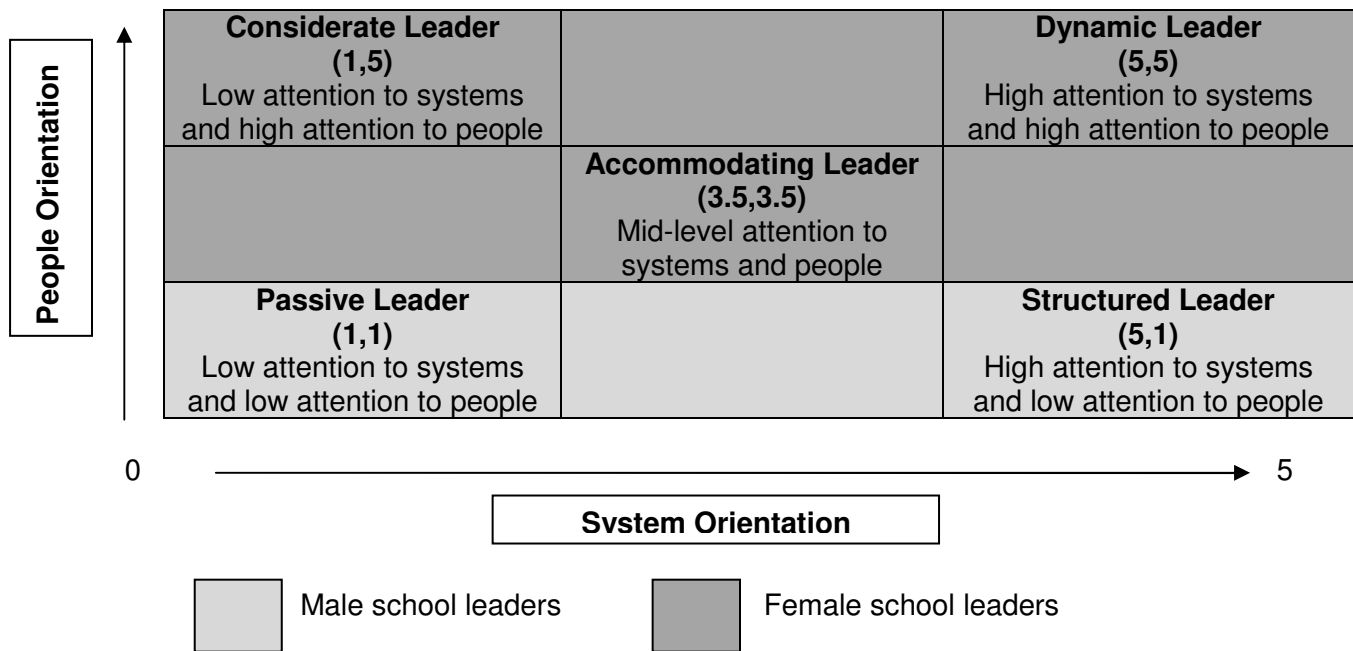 People Orientation
Considerate Leader
(1,5)
Low attention to systems
and high attention to people
Dynamic Leader
(5,5)
High attention to systems
and high attention to people
Accommodating Leader
(3.5,3.5)
Mid-level attention to
systems and people
Passive Leader
(1,1)
Low attention to systems
and low attention to people
Structured Leader
(5,1)
High attention to systems
and low attention to people
0
5
System Orientation
Male school leaders
Female school leaders